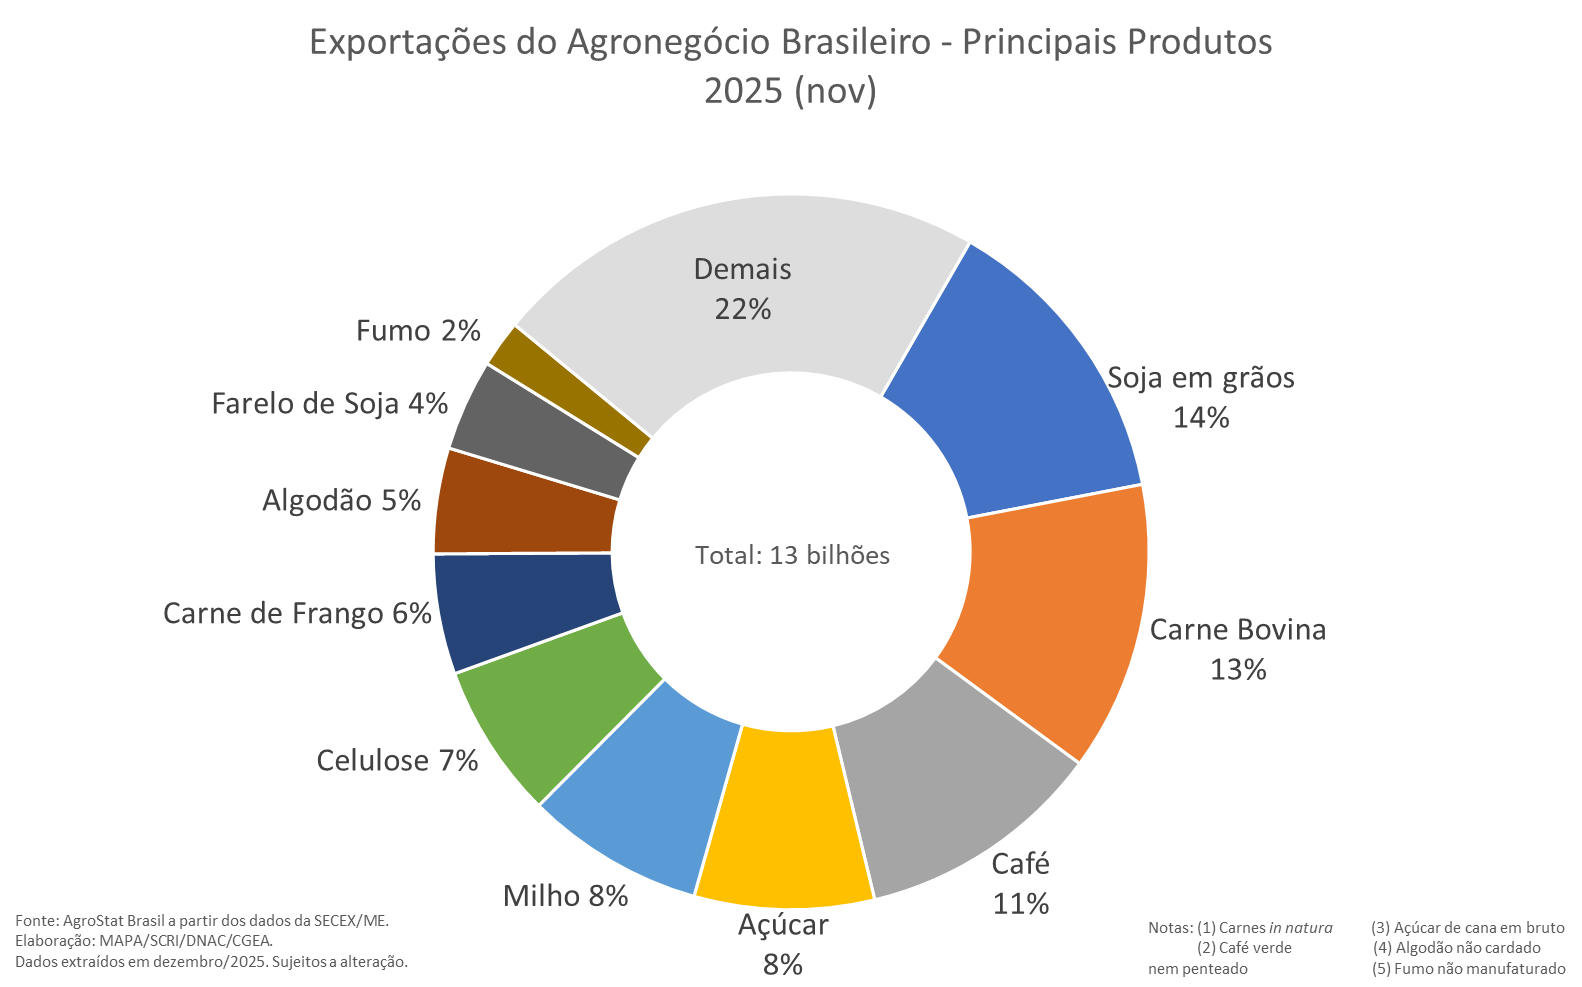 Exportações do Agronegócio Brasileiro - Principais Produtos
2025 (nov)
Demais
22%
Fumo 2%
Soja em grãos
14%
Farelo de Soja 4%
Algodão 5%
Total: 13 bilhões
Carne de Frango 6%
Carne Bovina
13%
Celulose 7%
Café
11%
Milho 8%
Açúcar
8%
Fonte: AgroStat Brasil a partir dos dados da SECEX/ME.
Elaboração: MAPA/SCRI/DNAC/CGEA.
Dados extraídos em dezembro/2025. Sujeitos a alteração.
Notas: (1) Carnes in natura (3) Açúcar de cana em bruto
(2) Café verde (4) Algodão não cardado
nem penteado (5) Fumo não manufaturado